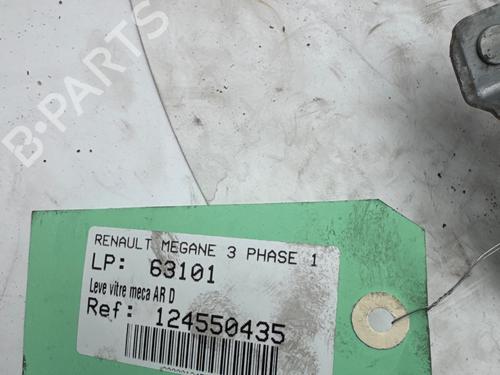 B-PARTS
RENAULT MEGANE 3 PHASE 1
LP: 63101
Leve vitre meca AR D
Ref: 124550435